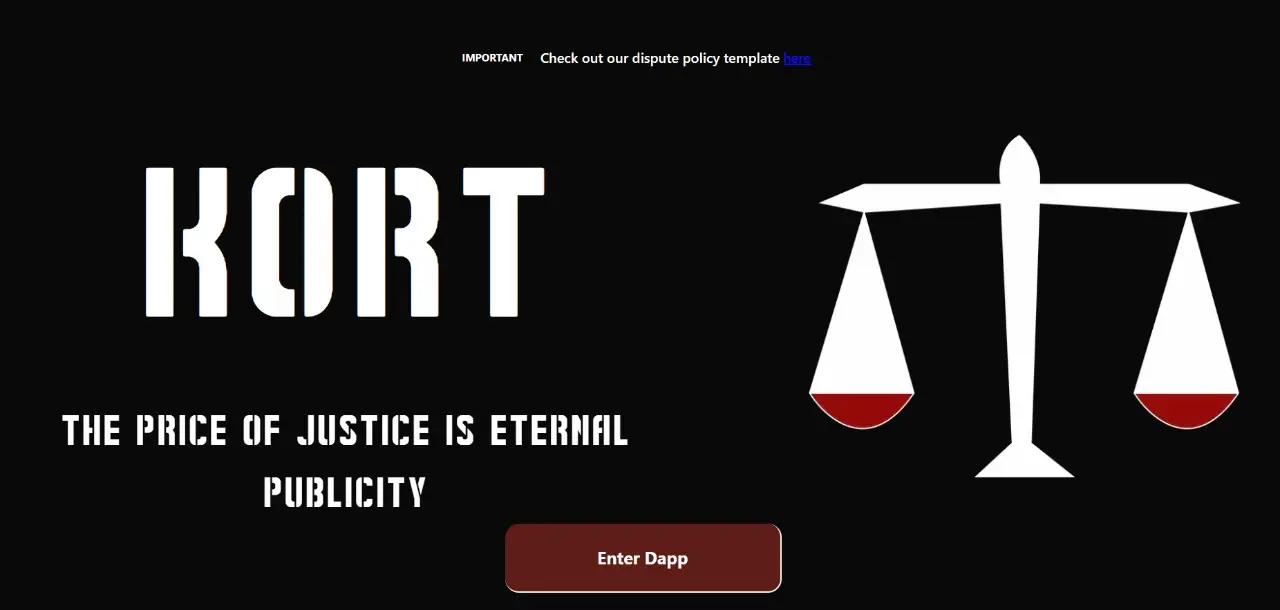 IMPORTANT Check out our dispute policy template here
KORT
THE PRICE OF JUSTICE IS ETERNAL
PUBLICITY
Enter Dapp